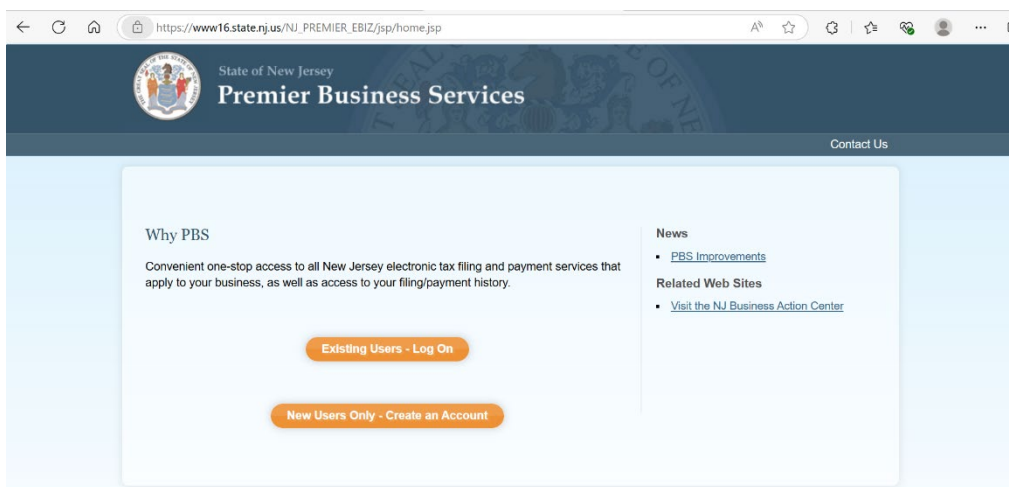 https://www16.state.nj.us/NJ_PREMIER_EBIZ/jsp/home.jsp
State of New Jersey
Premier Business Services
Contact Us
Why PBS
Convenient one-stop access to all New Jersey electronic tax filing and payment services that
apply to your business, as well as access to your filing/payment history.
Existing Users - Log On
New Users Only - Create an Account
News
PBS Improvements
Related Web Sites
Visit the NJ Business Action Center